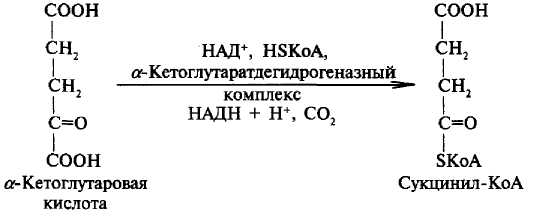 COOH
CH₂
CH₂
C=O
COOH
α-Кетоглутаровая
кислота
НАД⁺, HSKoA,
α-Кетоглутаратдегидрогеназный
комплекс
НАДН + Н⁺, CO₂
COOH
CH₂
CH₂
C=O
SKoA
Сукцинил-КоА